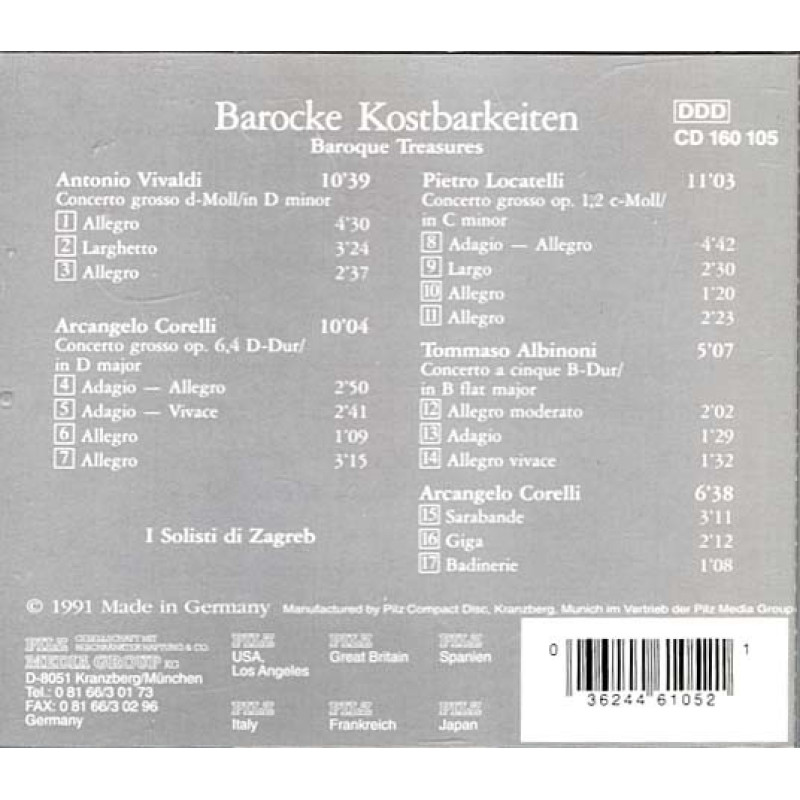 Barocke Kostbarkeiten
Baroque Treasures
DDD
CD 160 105
Antonio Vivaldi 10'39
Concerto grosso d-Moll/in D minor
1 Allegro 4'30
2 Larghetto 3'24
3 Allegro 2'37
Arcangelo Corelli 10'04
Concerto grosso op. 6,4 D-Dur/
in D major
4 Adagio — Allegro 2'50
5 Adagio — Vivace 2'41
6 Allegro 1'09
7 Allegro 3'15
I Solisti di Zagreb
Pietro Locatelli 11'03
Concerto grosso op. 1,2 c-Moll/
in C minor
8 Adagio — Allegro 4'42
9 Largo 2'30
10 Allegro 1'20
11 Allegro 2'23
Tommaso Albinoni 5'07
Concerto a cinque B-Dur/
in B flat major
12 Allegro moderato 2'02
13 Adagio 1'29
14 Allegro vivace 1'32
Arcangelo Corelli 6'38
15 Sarabande 3'11
16 Giga 2'12
17 Badinerie 1'08
© 1991 Made in Germany Manufactured by Pilz Compact Disc, Kranzberg, Munich im Vertrieb der Pilz Media Group
PILZ GESELLSCHAFT MIT
BESCHRÄNKTER HAFTUNG & CO.
MEDIA GROUP KG
D-8051 Kranzberg/München
Tel.: 0 81 66/3 01 73
FAX: 0 81 66/3 02 96
Germany
PILZ
USA,
Los Angeles
PILZ
Great Britain
PILZ
Spanien
PILZ
Italy
PILZ
Frankreich
PILZ
Japan
0 36244 61052 1